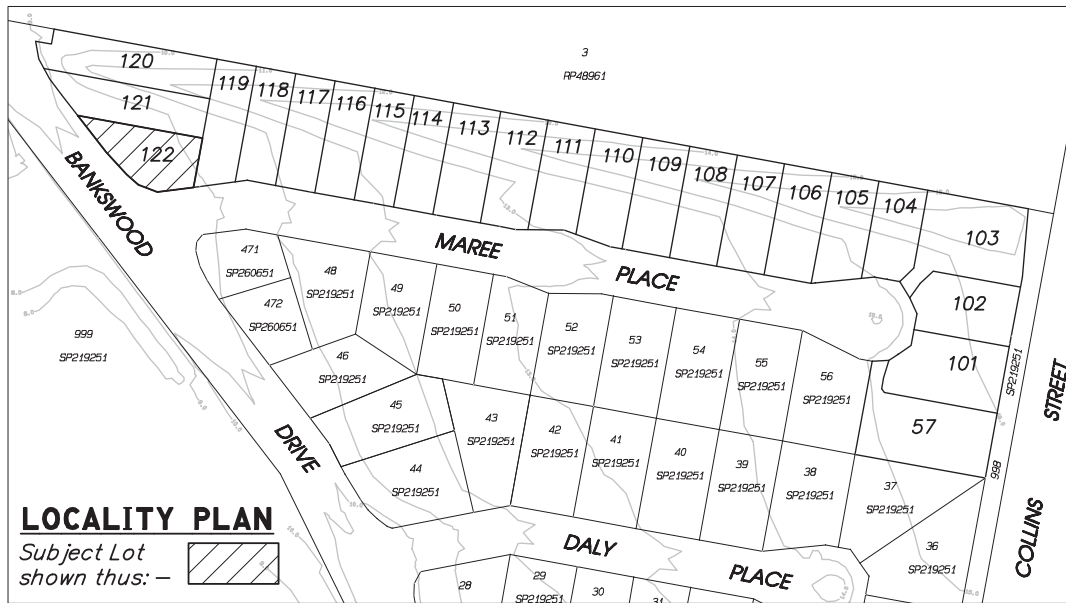 3
RP48961
120
121
122
119
118
117
116
115
114
113
112
111
110
109
108
107
106
105
104
103
102
101
57
BANKSWOOD
DRIVE
MAREE
PLACE
471
SP260651
472
SP260651
48
SP219251
49
SP219251
50
SP219251
51
SP219251
52
SP219251
53
SP219251
54
SP219251
55
SP219251
56
SP219251
46
SP219251
45
SP219251
44
SP219251
43
SP219251
42
SP219251
41
SP219251
40
SP219251
39
SP219251
38
SP219251
37
SP219251
36
SP219251
999
SP219251
SP219251
998
COLLINS
STREET
DALY
PLACE
28
29
SP219251
30
31
LOCALITY PLAN
Subject Lot
shown thus:–